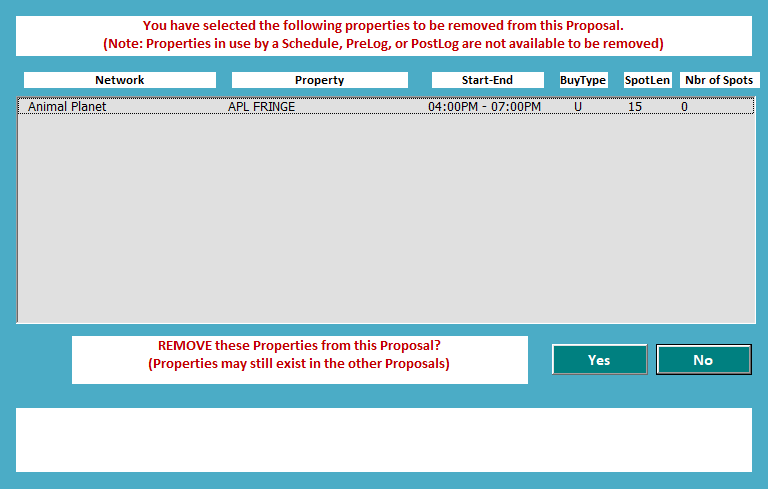 You have selected the following properties to be removed from this Proposal.
(Note: Properties in use by a Schedule, PreLog, or PostLog are not available to be removed)
Network Property Start-End BuyType SpotLen Nbr of Spots
Animal Planet APL FRINGE 04:00PM - 07:00PM U 15 0
REMOVE these Properties from this Proposal?
(Properties may still exist in the other Proposals)
Yes No